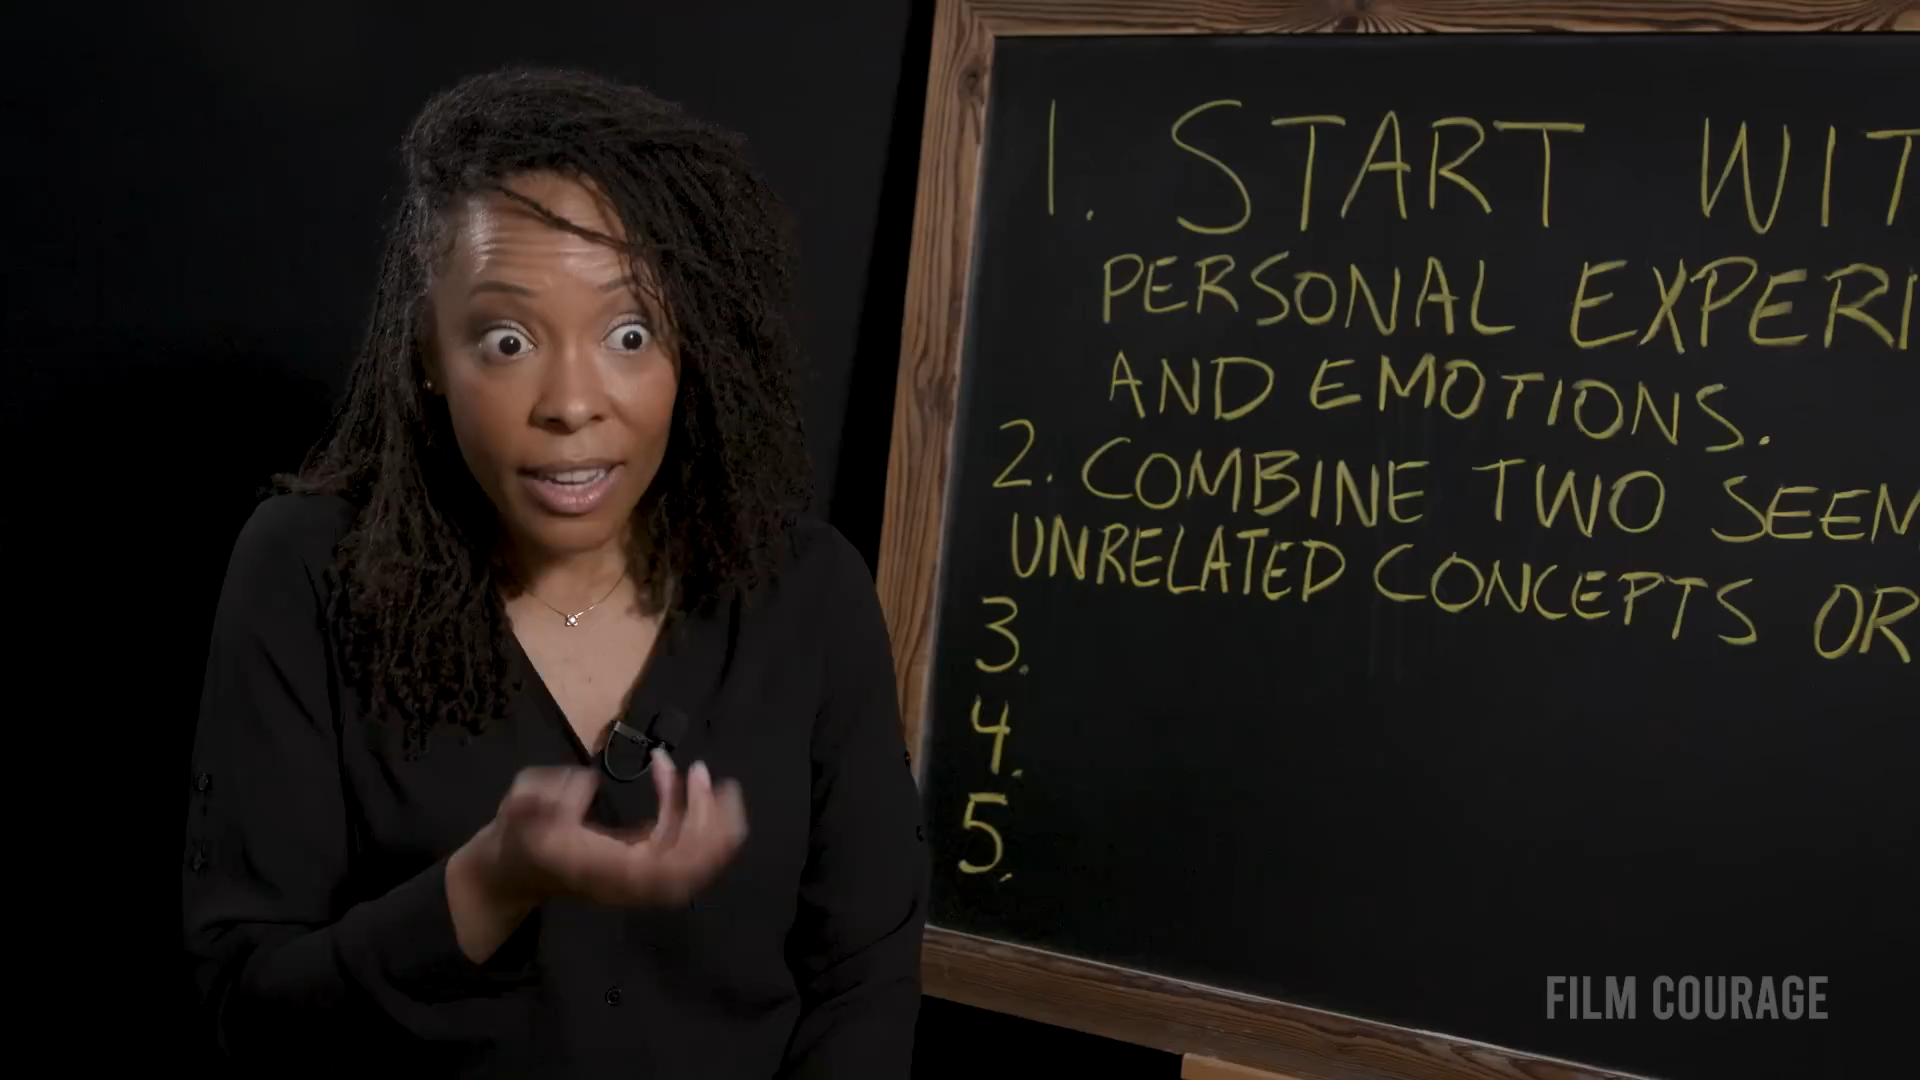 1. START WIT
PERSONAL EXPERI
AND EMOTIONS.
2. COMBINE TWO SEEM
UNRELATED CONCEPTS OR
3.
4.
5.
FILM COURAGE